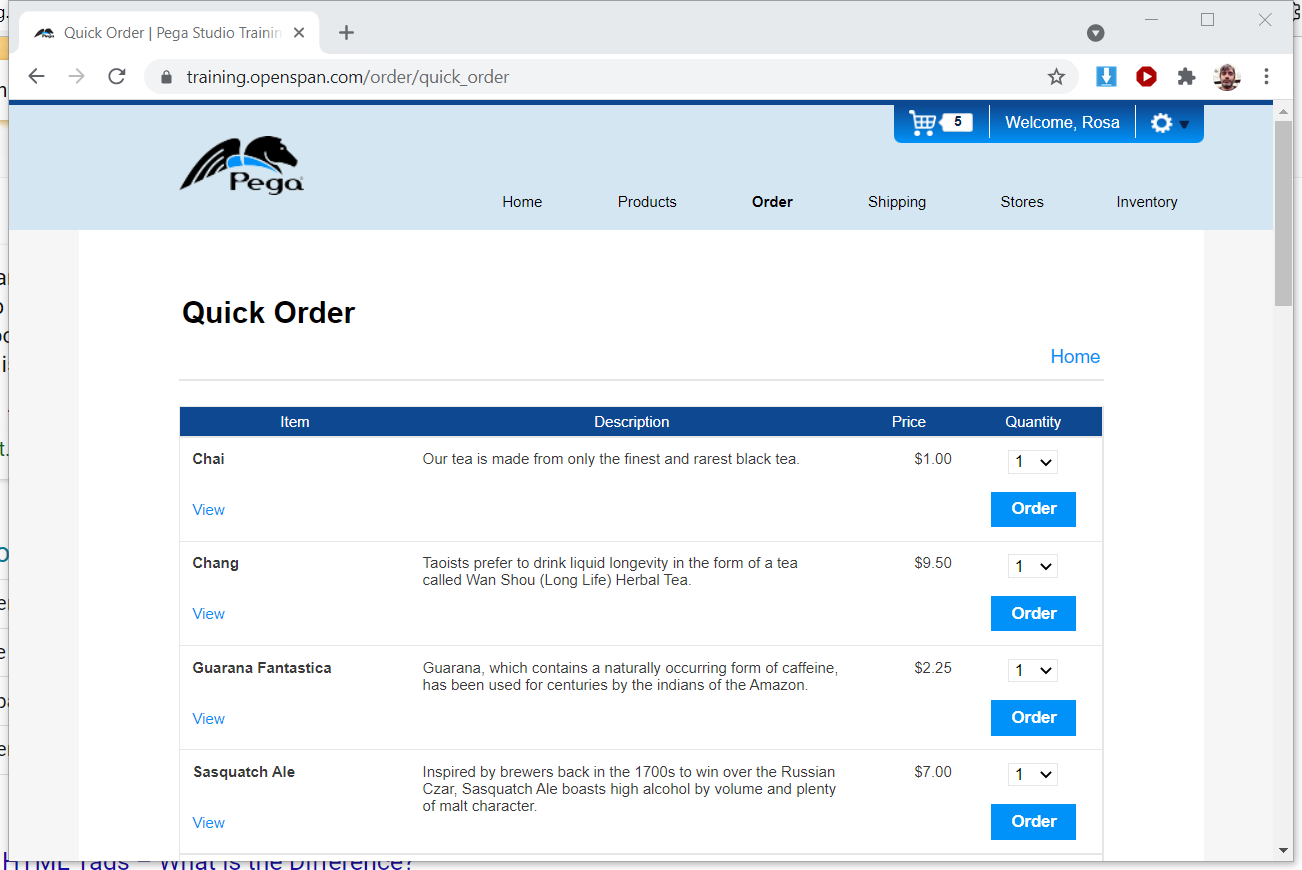 Quick Order | Pega Studio Trainin
training.openspan.com/order/quick_order
5
Welcome, Rosa
Pega
Home Products Order Shipping Stores Inventory
Quick Order
Home
Item Description Price Quantity
Chai Our tea is made from only the finest and rarest black tea. $1.00 1
View Order
Chang Taoists prefer to drink liquid longevity in the form of a tea $9.50 1
called Wan Shou (Long Life) Herbal Tea.
View Order
Guarana Fantastica Guarana, which contains a naturally occurring form of caffeine, $2.25 1
has been used for centuries by the indians of the Amazon.
View Order
Sasquatch Ale Inspired by brewers back in the 1700s to win over the Russian $7.00 1
Czar, Sasquatch Ale boasts high alcohol by volume and plenty
of malt character.
View Order
HTML Tags – What is the Difference?